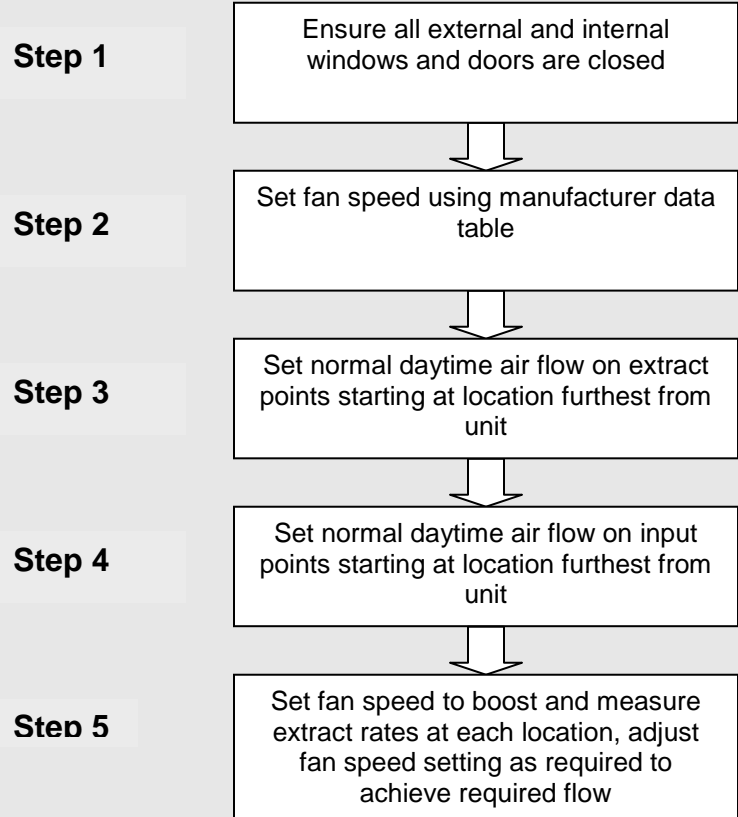 Step 1
Ensure all external and internal
windows and doors are closed
Step 2
Set fan speed using manufacturer data
table
Step 3
Set normal daytime air flow on extract
points starting at location furthest from
unit
Step 4
Set normal daytime air flow on input
points starting at location furthest from
unit
Step 5
Set fan speed to boost and measure
extract rates at each location, adjust
fan speed setting as required to
achieve required flow